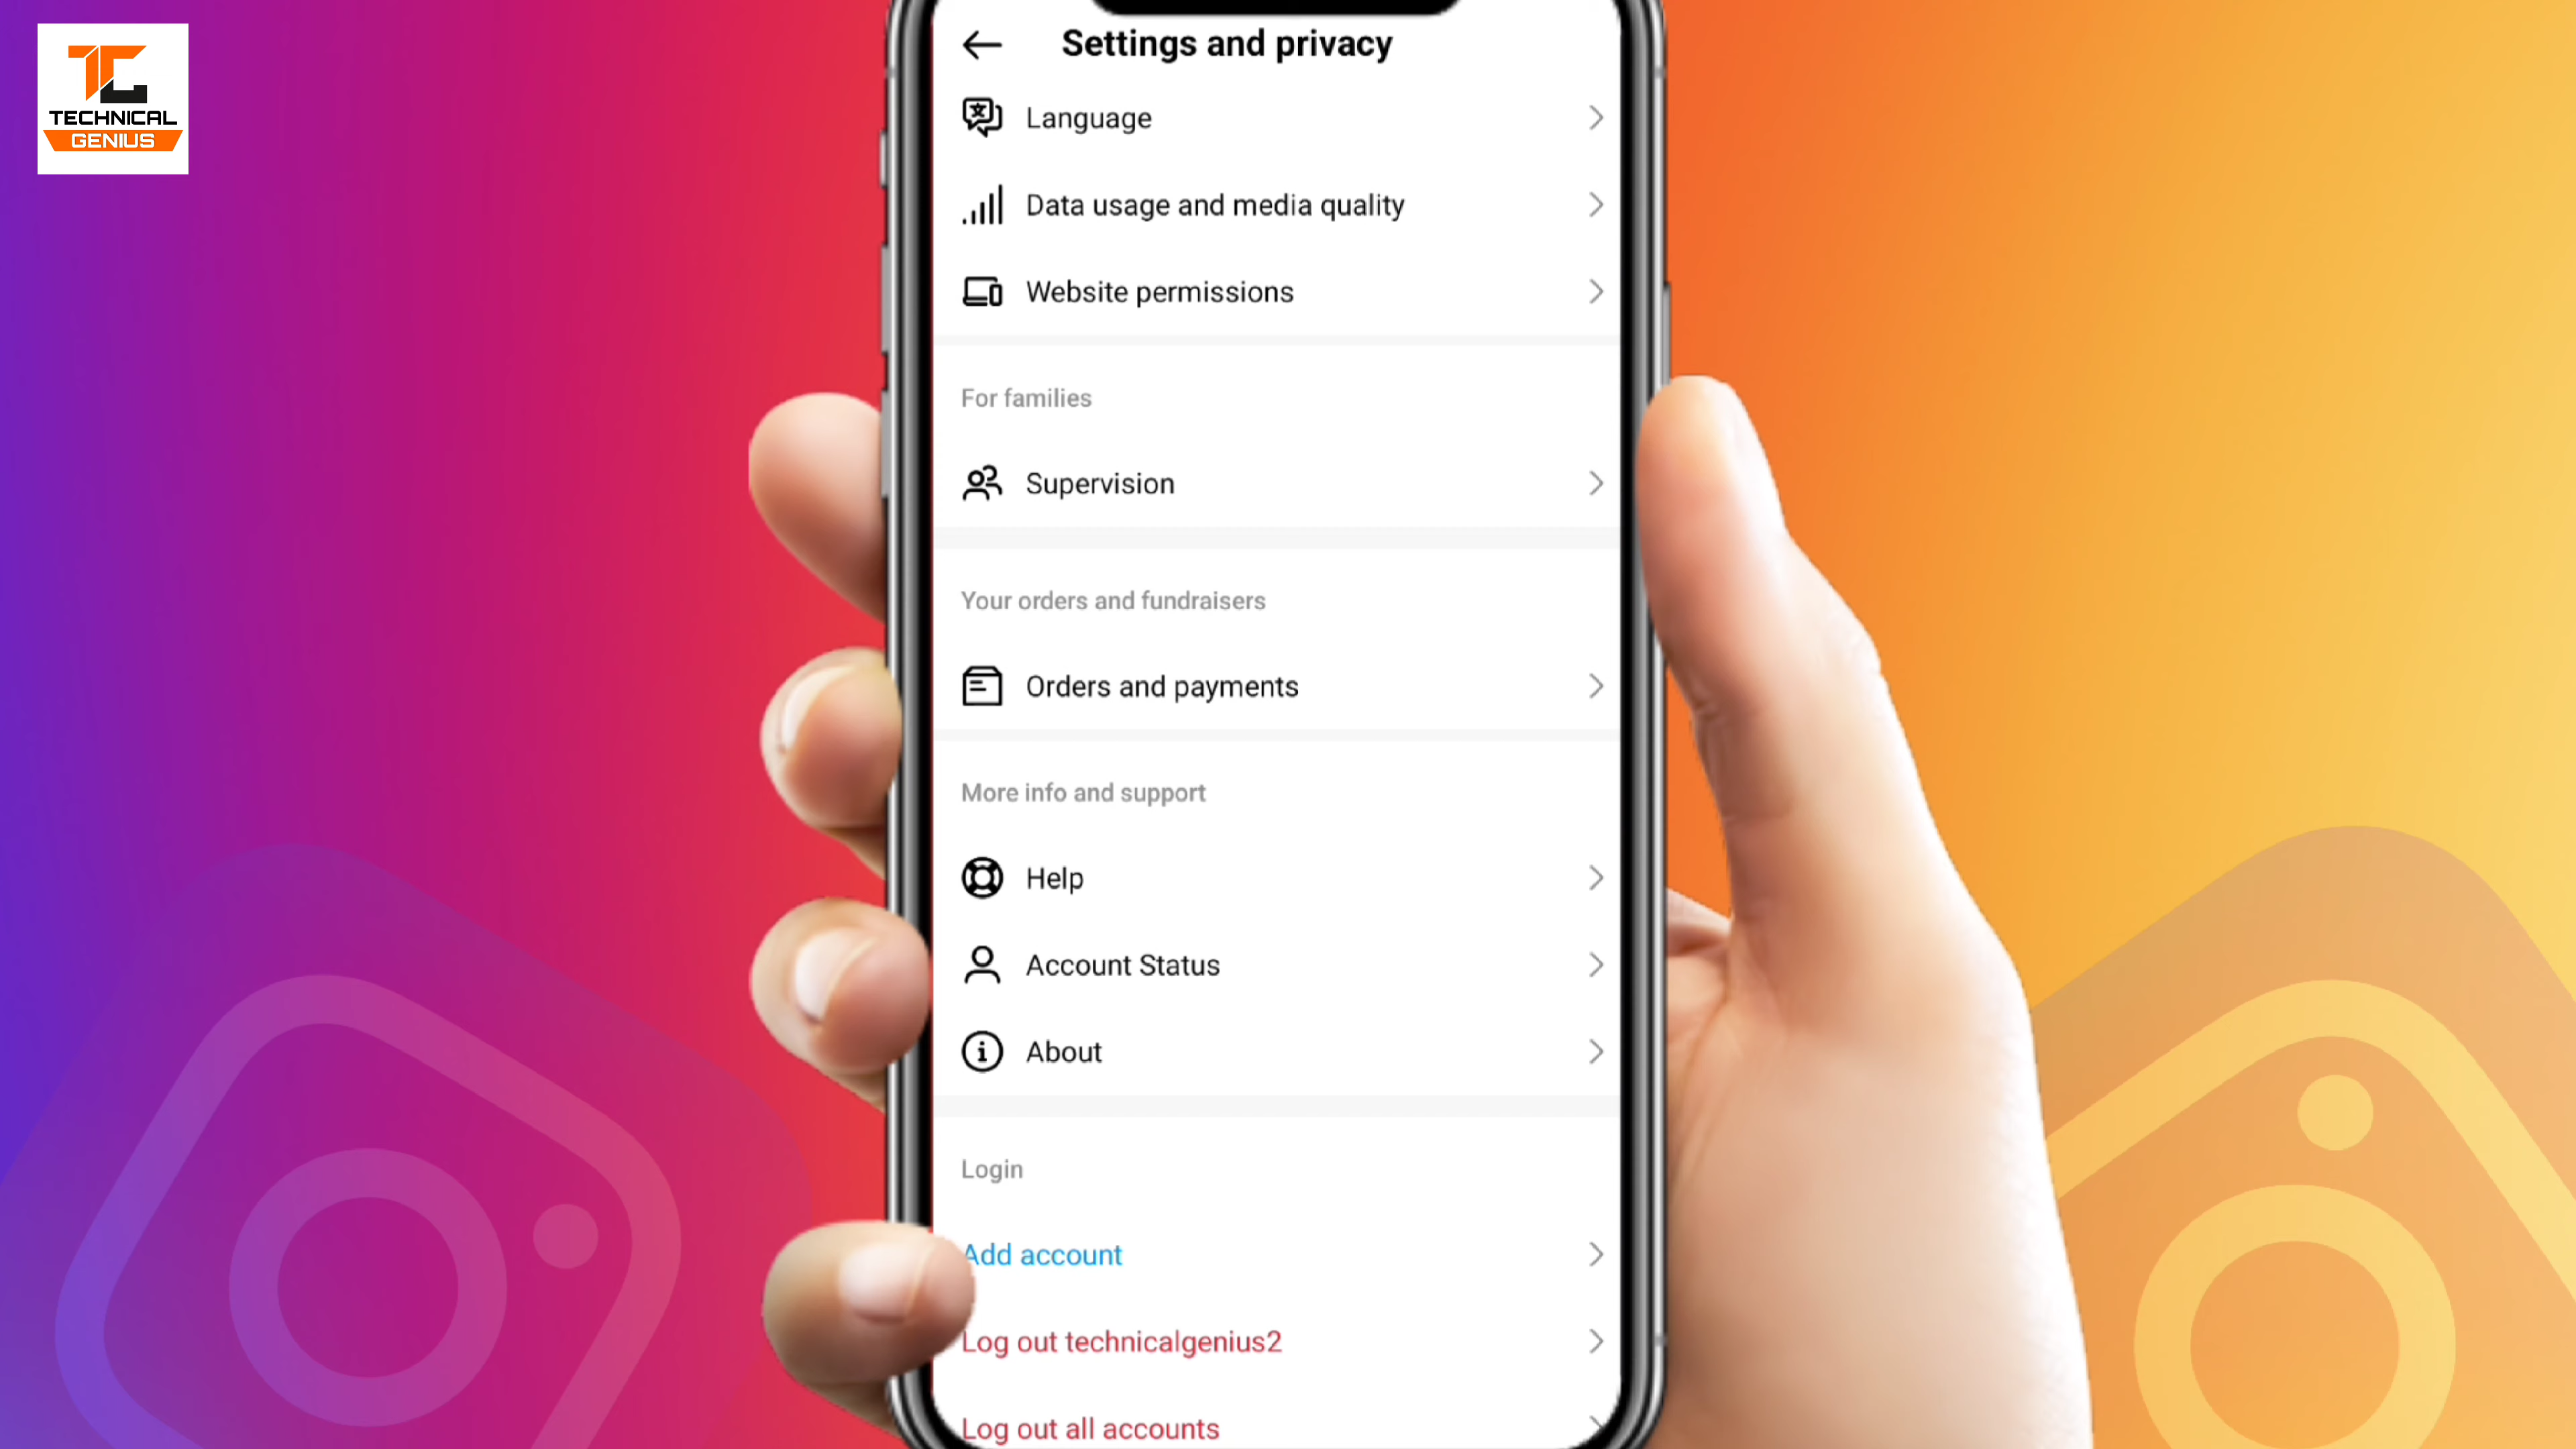 TECHNICAL
GENIUS
Settings and privacy
Language
Data usage and media quality
Website permissions
For families
Supervision
Your orders and fundraisers
Orders and payments
More info and support
Help
Account Status
About
Login
Add account
Log out technicalgenius2
Log out all accounts